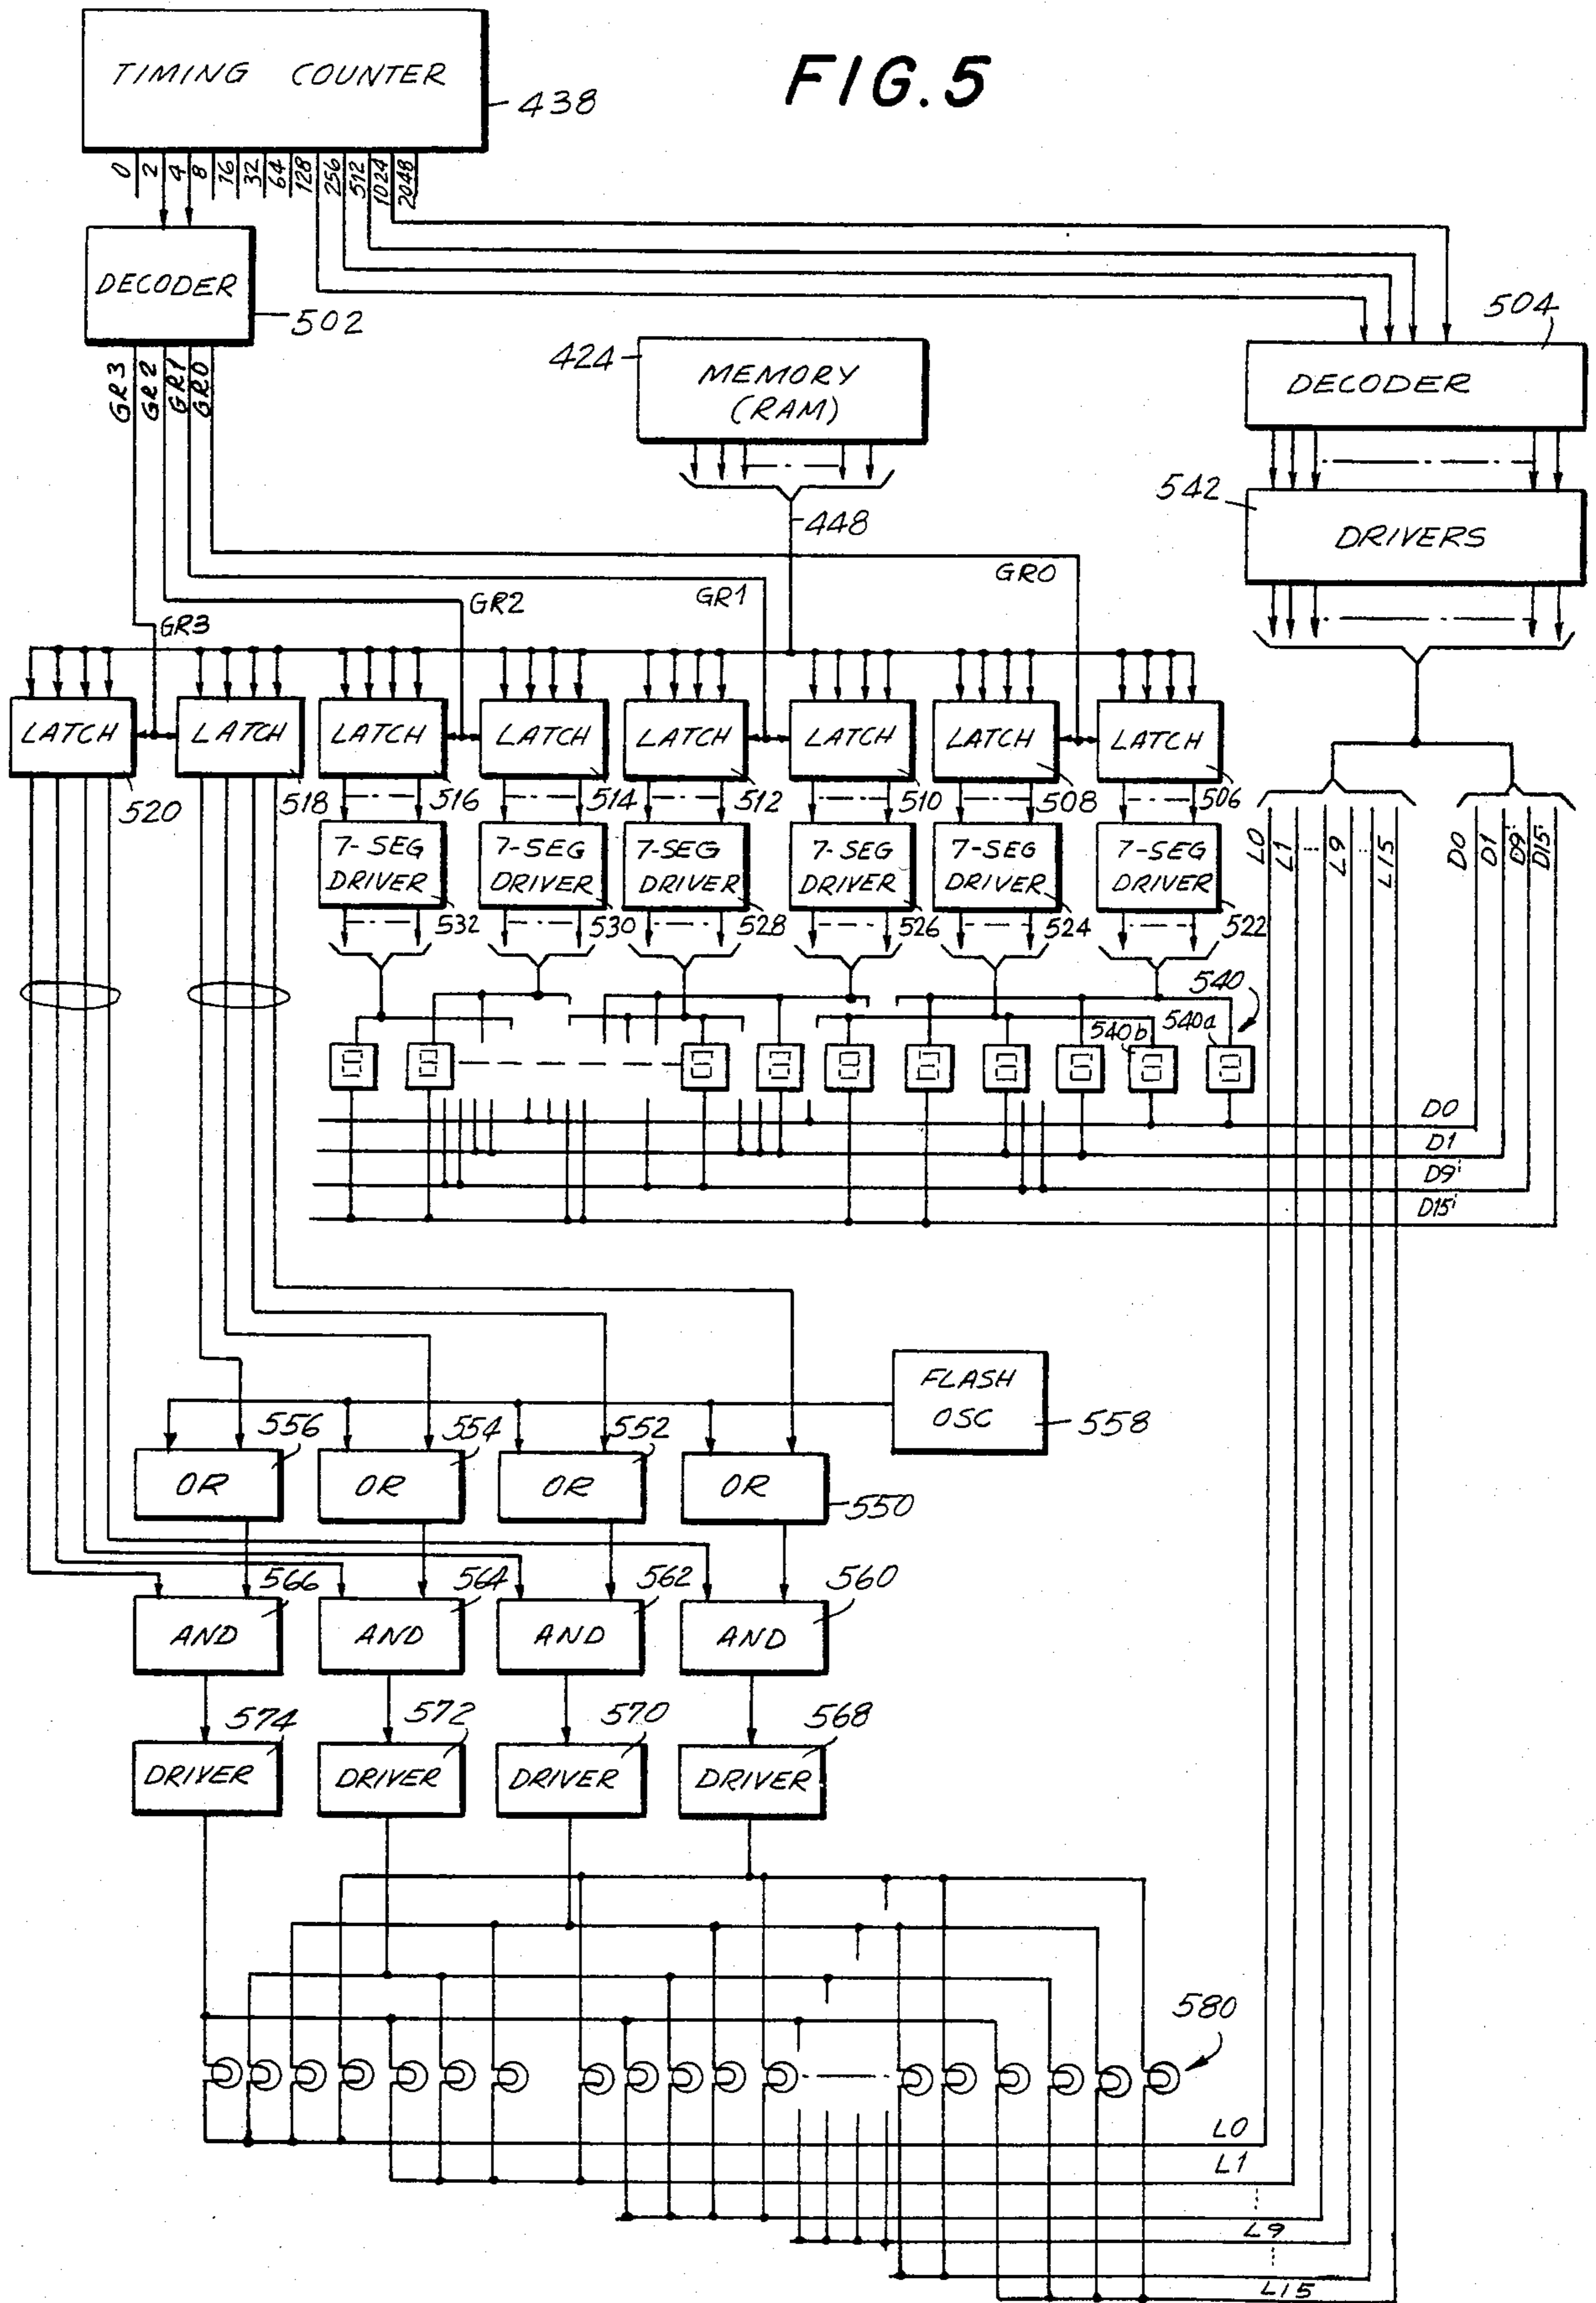 FIG. 5
TIMING COUNTER
438
0 2 4 8 16 32 64 128 256 512 1024 2048
DECODER
502
GR3 GR2 GR1 GR0
424
MEMORY
(RAM)
448
504
DECODER
542
DRIVERS
GR3
GR2
GR1
GR0
LATCH LATCH LATCH LATCH LATCH LATCH LATCH LATCH
520 518 516 514 512 510 508 506
7-SEG DRIVER
7-SEG DRIVER
7-SEG DRIVER
7-SEG DRIVER
7-SEG DRIVER
7-SEG DRIVER
532 530 528 526 524 522
L0 L1 L9 L15
D0 D1 D9' D15'
540
540b 540a
D0
D1
D9'
D15'
FLASH
OSC
558
556 554 552
OR OR OR OR
550
566 564 562 560
AND AND AND AND
574 572 570 568
DRIVER DRIVER DRIVER DRIVER
580
L0
L1
L9
L15